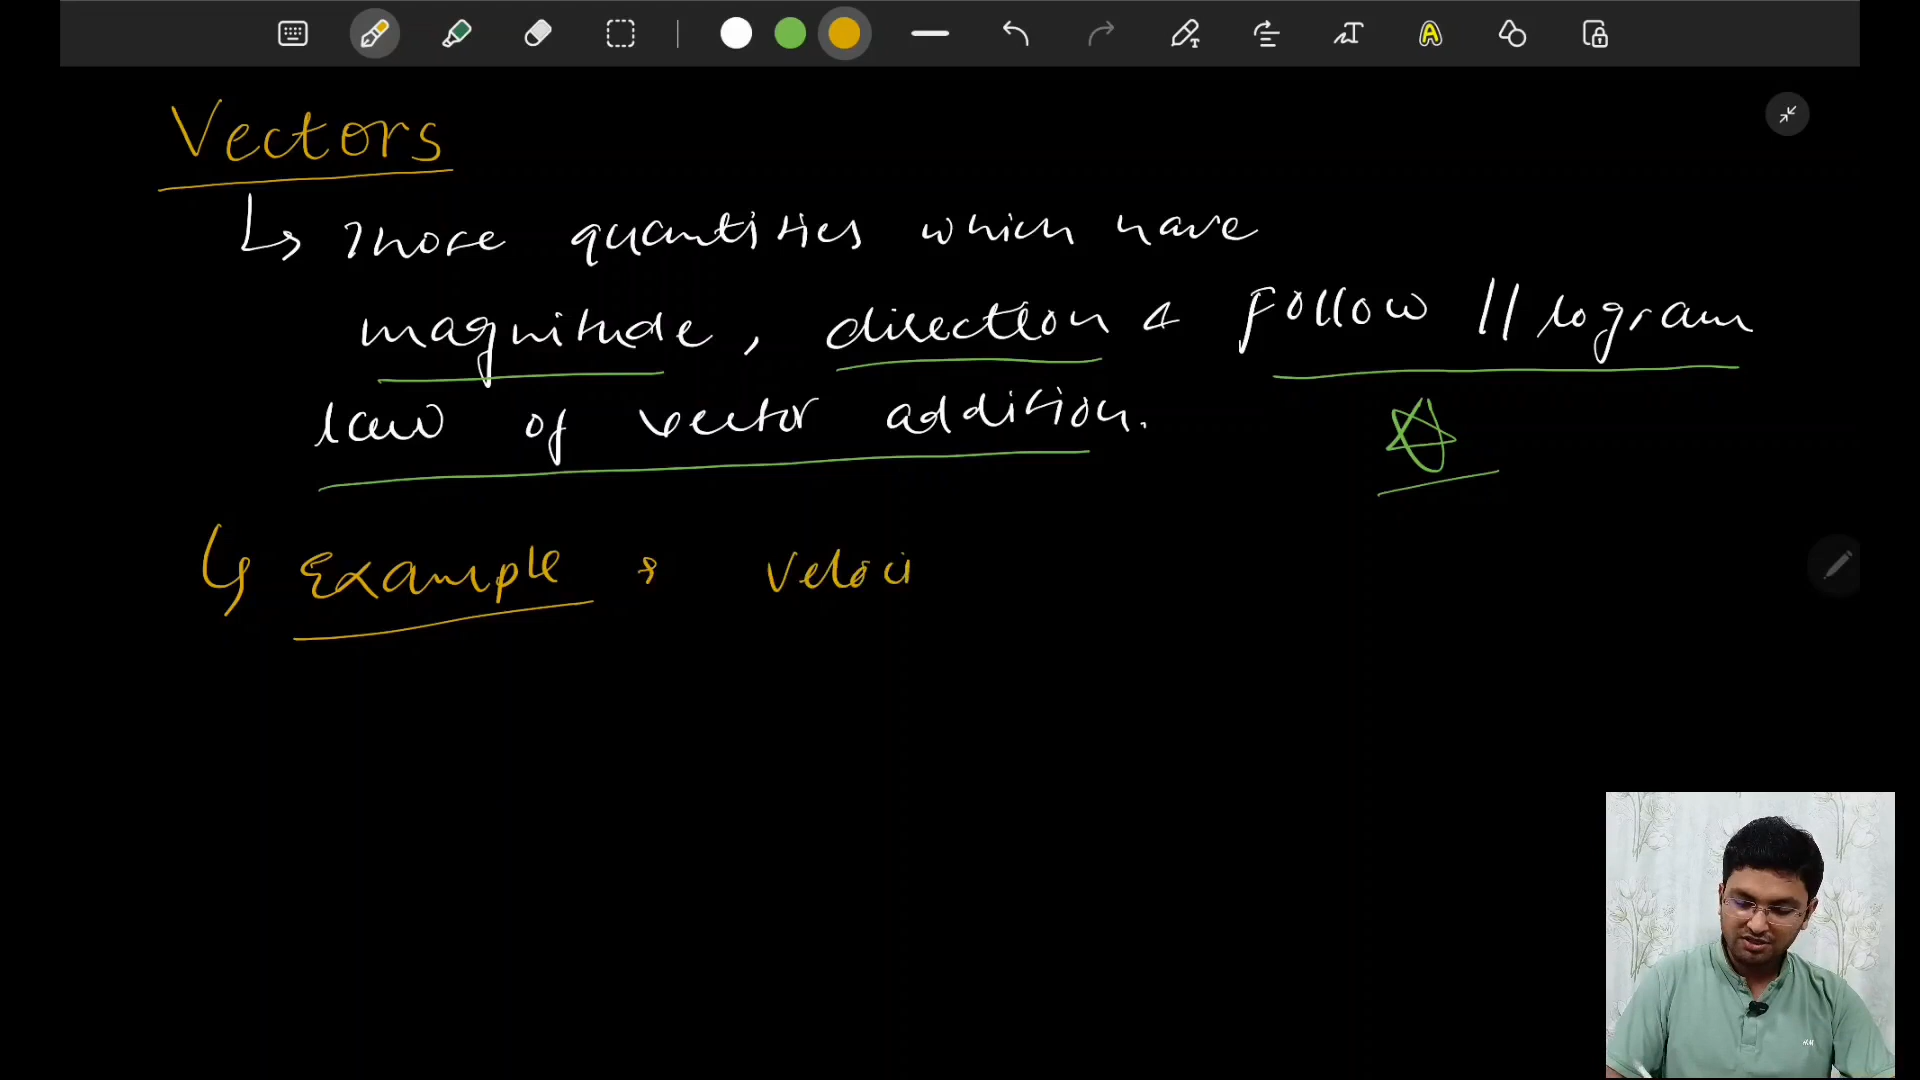 Vectors
↳ those quantities which have
magnitude, direction & follow //logram
law of vector addition.
↳ Example : Veloci
A
H.M